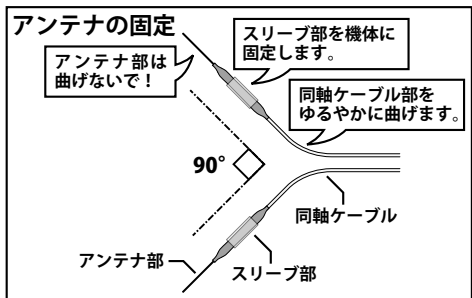 アンテナの固定
アンテナ部は
曲げないで！
スリーブ部を機体に
固定します。
同軸ケーブル部を
ゆるやかに曲げます。
90°
同軸ケーブル
アンテナ部
スリーブ部